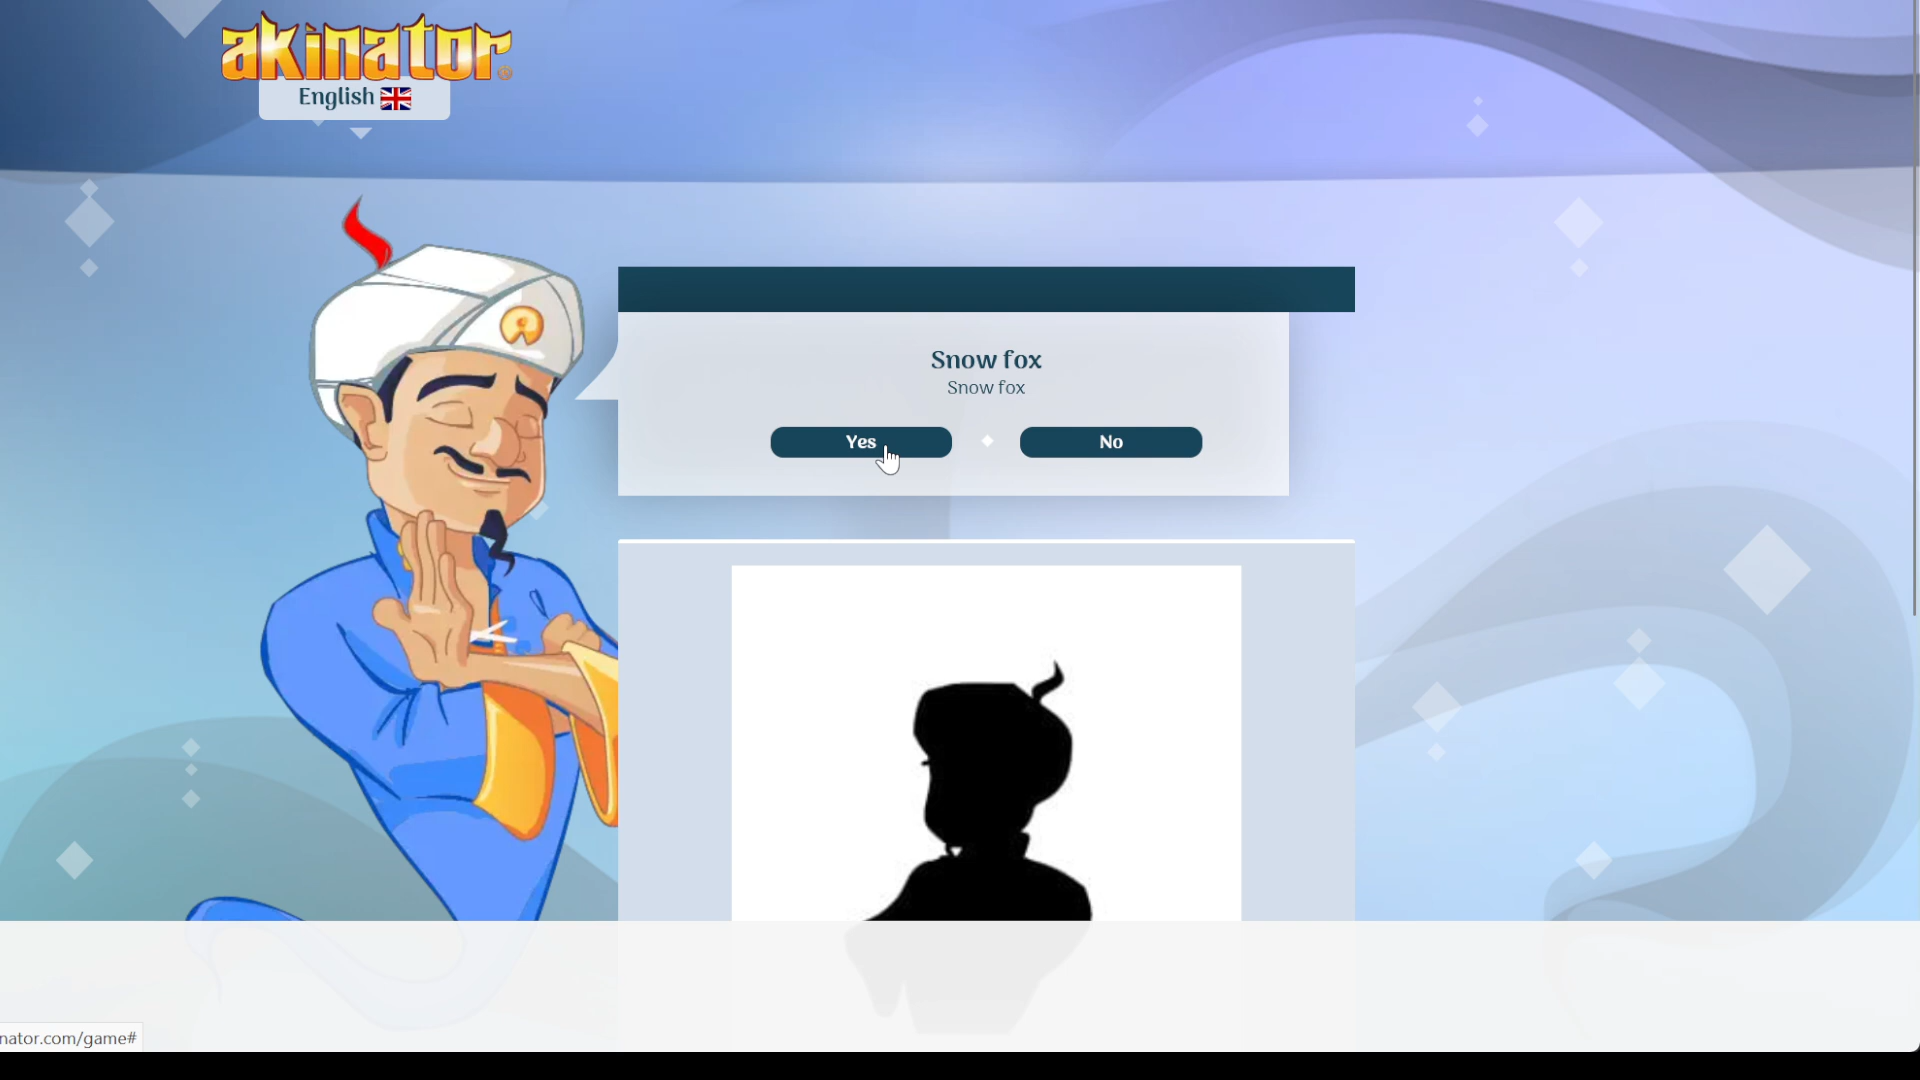 akinator
English
Snow fox
Snow fox
Yes
No
nator.com/game#